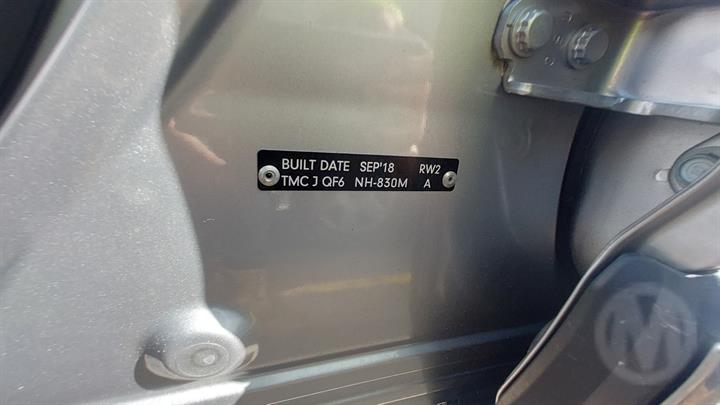 BUILT DATE SEP'18 RW2
TMC J QF6 NH-830M A
M